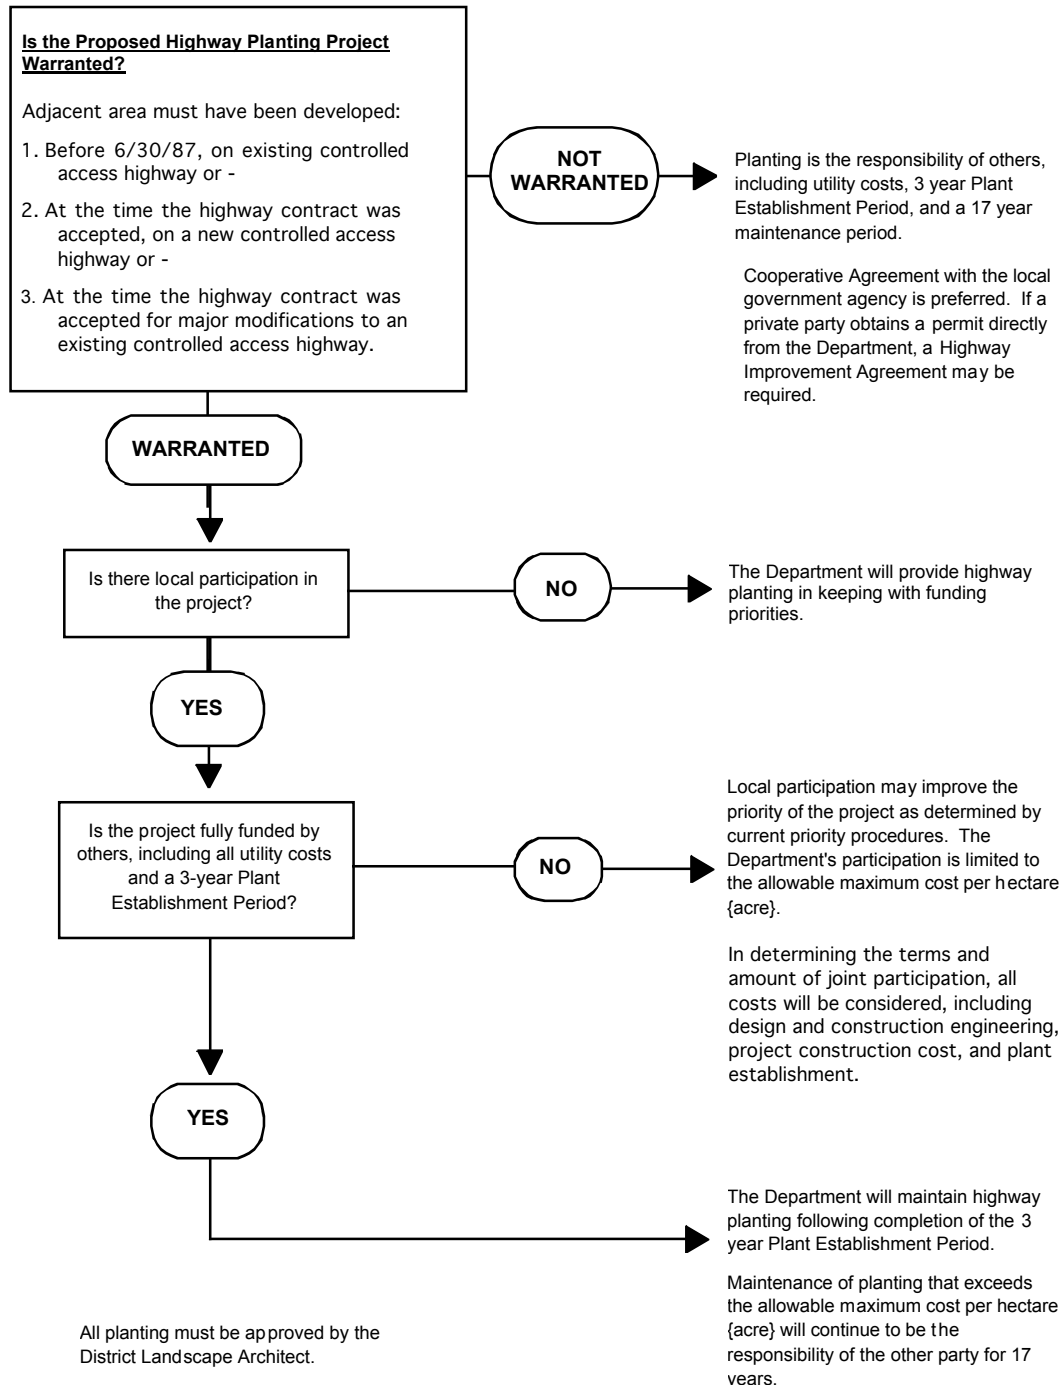 Is the Proposed Highway Planting Project
Warranted?
Adjacent area must have been developed:
1. Before 6/30/87, on existing controlled
access highway or -
2. At the time the highway contract was
accepted, on a new controlled access
highway or -
3. At the time the highway contract was
accepted for major modifications to an
existing controlled access highway.
NOT
WARRANTED
Planting is the responsibility of others,
including utility costs, 3 year Plant
Establishment Period, and a 17 year
maintenance period.
Cooperative Agreement with the local
government agency is preferred. If a
private party obtains a permit directly
from the Department, a Highway
Improvement Agreement may be
required.
WARRANTED
Is there local participation in
the project?
NO
The Department will provide highway
planting in keeping with funding
priorities.
YES
Is the project fully funded by
others, including all utility costs
and a 3-year Plant
Establishment Period?
NO
Local participation may improve the
priority of the project as determined by
current priority procedures. The
Department's participation is limited to
the allowable maximum cost per hectare
{acre}.
In determining the terms and
amount of joint participation, all
costs will be considered, including
design and construction engineering,
project construction cost, and plant
establishment.
YES
The Department will maintain highway
planting following completion of the 3
year Plant Establishment Period.
Maintenance of planting that exceeds
the allowable maximum cost per hectare
{acre} will continue to be the
responsibility of the other party for 17
years.
All planting must be approved by the
District Landscape Architect.